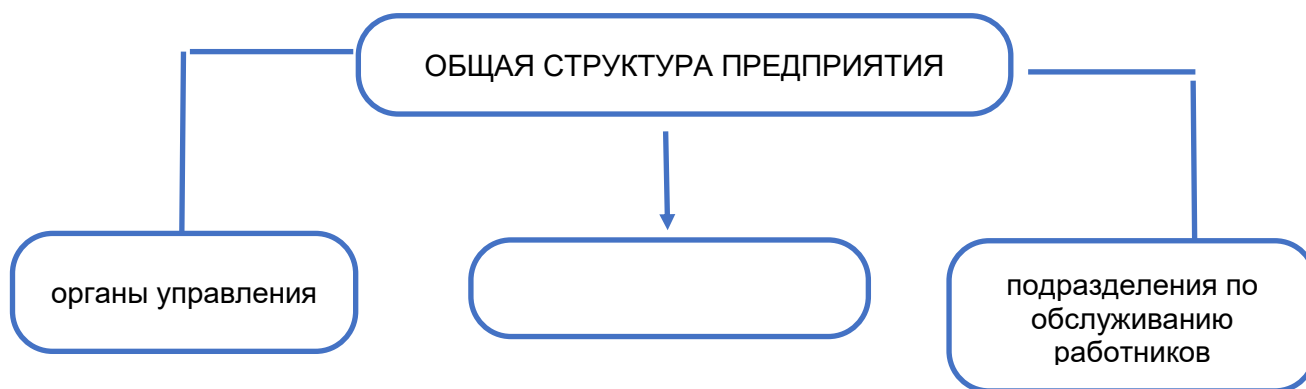 ОБЩАЯ СТРУКТУРА ПРЕДПРИЯТИЯ
органы управления
подразделения по
обслуживанию
работников